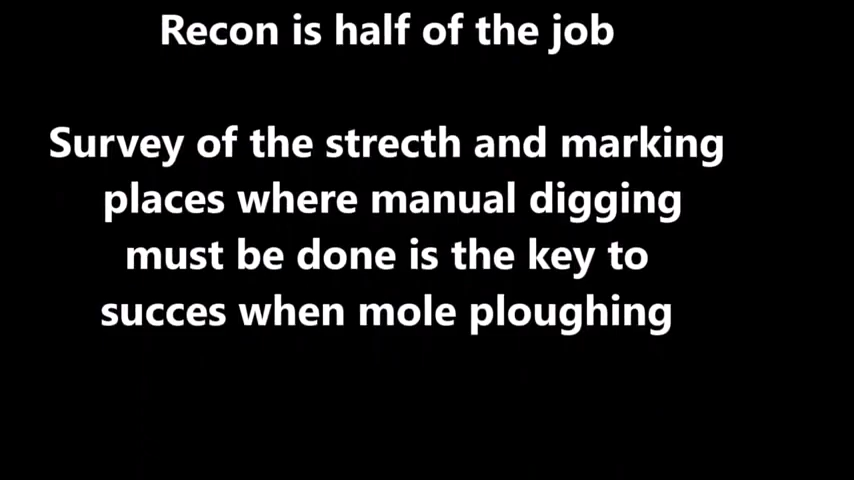 Recon is half of the job
Survey of the strecth and marking
places where manual digging
must be done is the key to
succes when mole ploughing